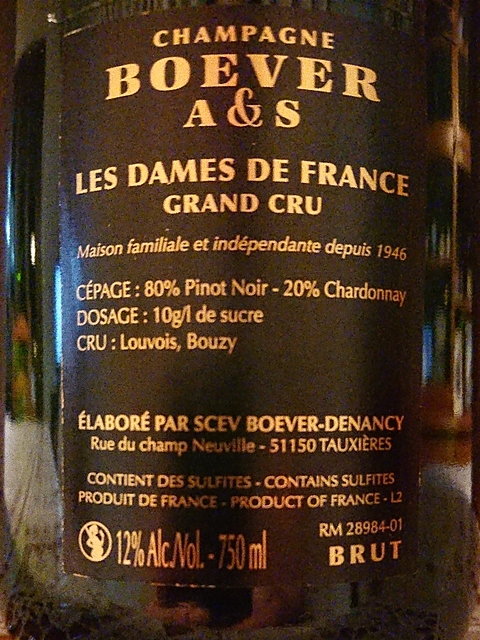 CHAMPAGNE
BOEVER
A & S
LES DAMES DE FRANCE
GRAND CRU
Maison familiale et indépendante depuis 1946
CÉPAGE : 80% Pinot Noir - 20% Chardonnay
DOSAGE : 10g/l de sucre
CRU : Louvois, Bouzy
ÉLABORÉ PAR SCEV BOEVER-DENANCY
Rue du champ Neuville - 51150 TAUXIÈRES
CONTIENT DES SULFITES - CONTAINS SULFITES
PRODUIT DE FRANCE - PRODUCT OF FRANCE - L2
RM 28984-01
12% Alc./Vol. - 750 ml
BRUT